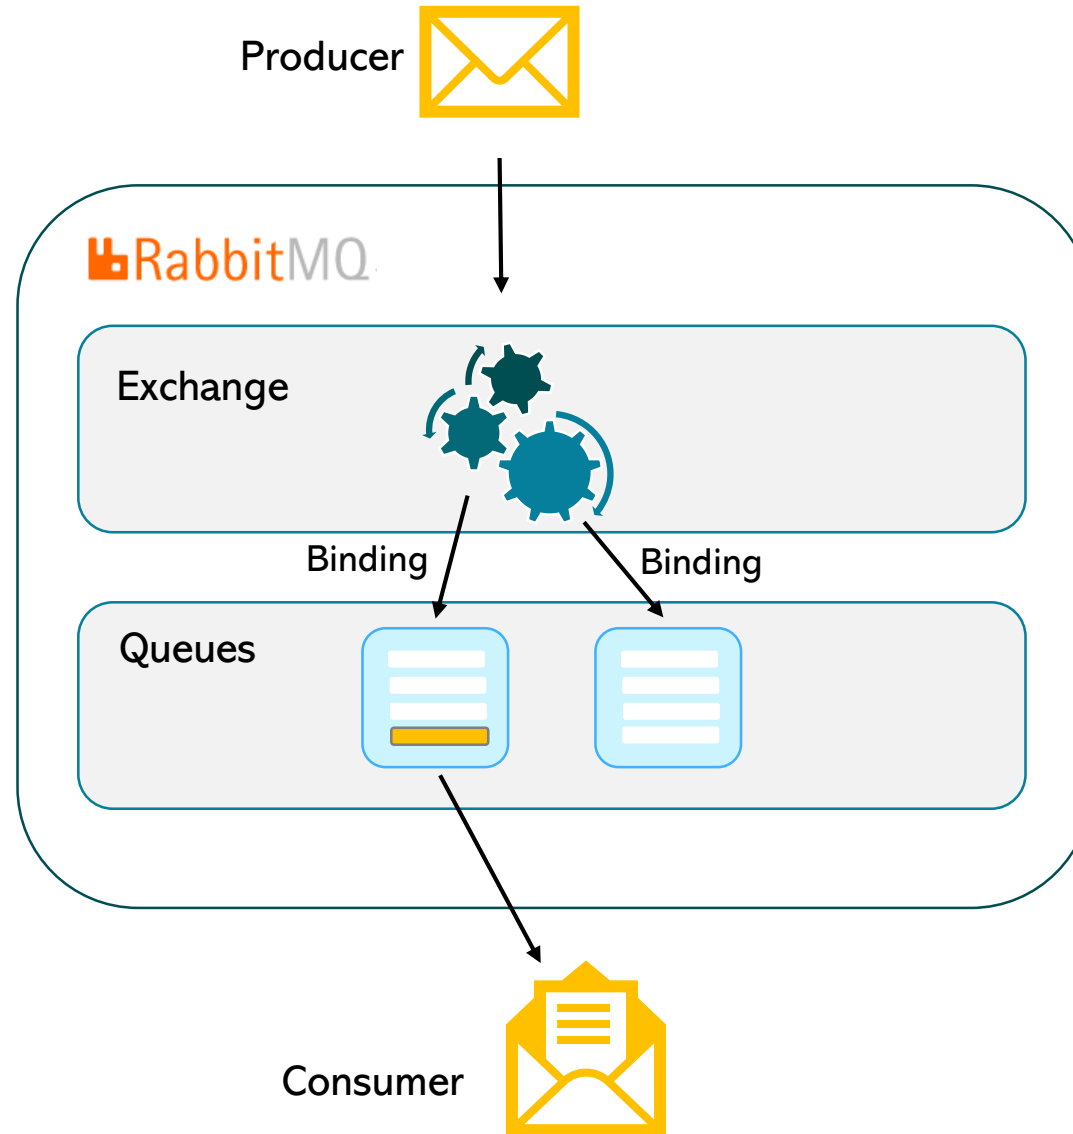 Producer
RabbitMQ
Exchange
Binding
Binding
Queues
Consumer